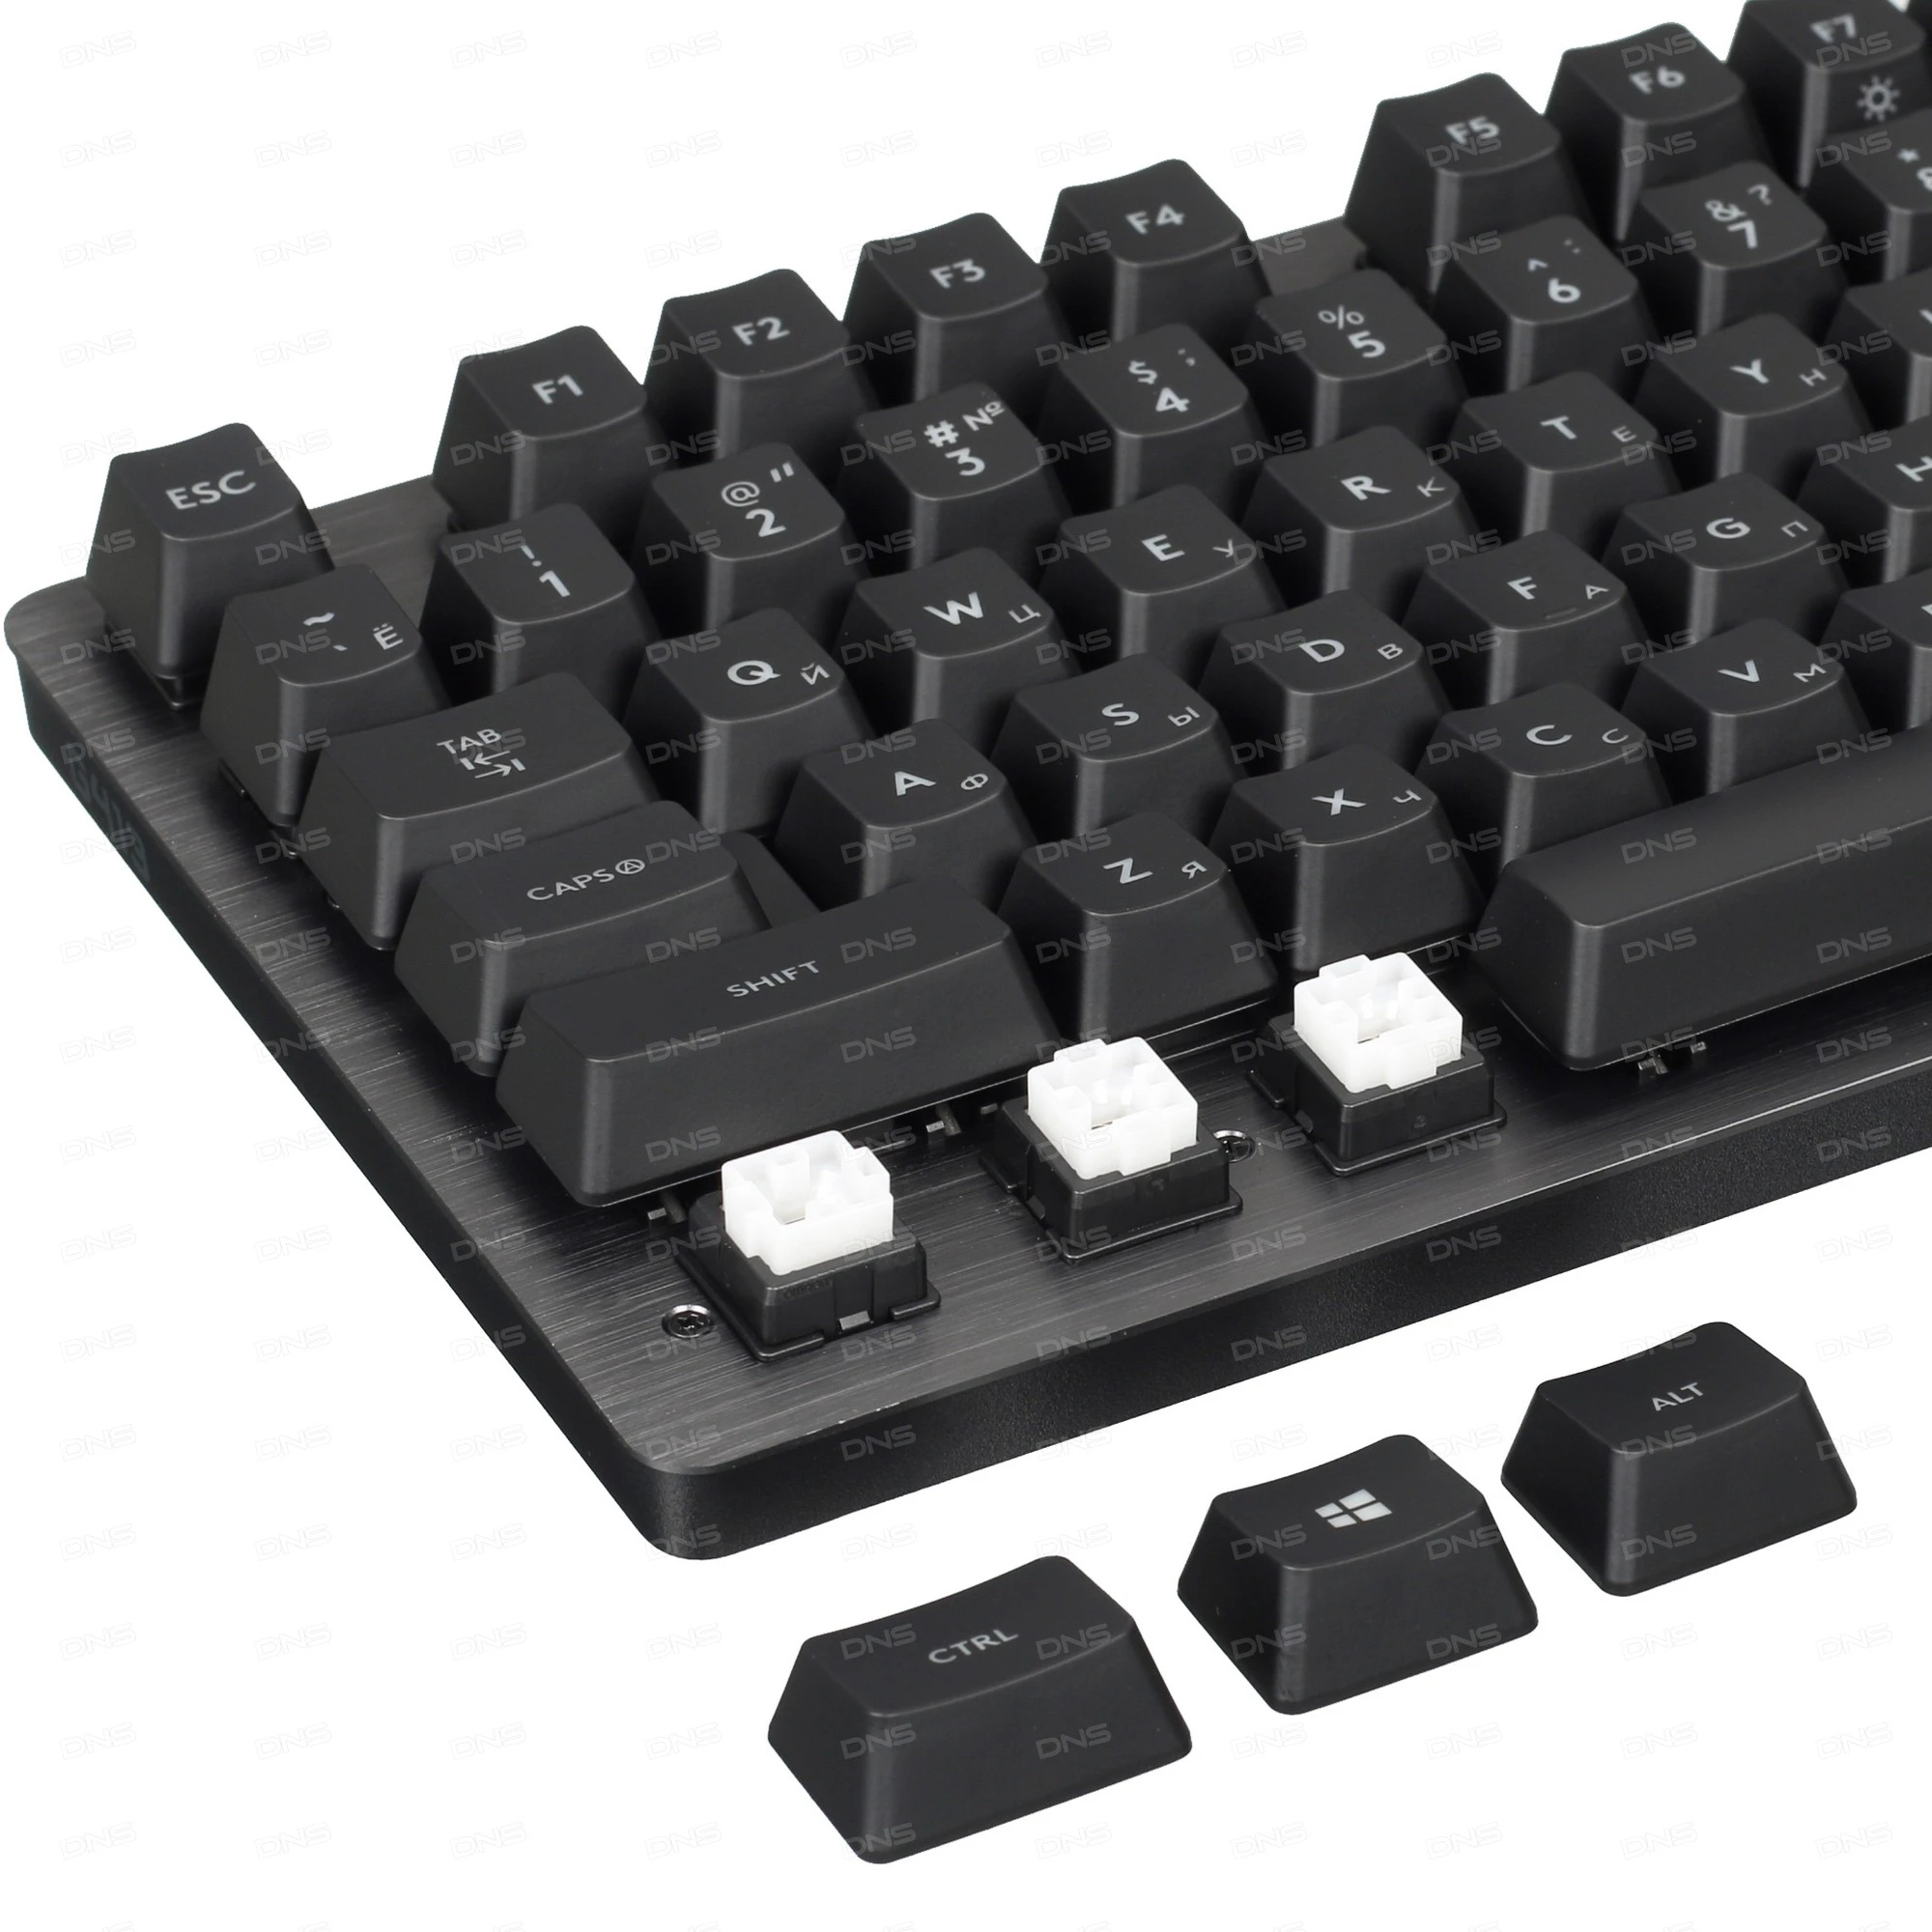 ESC F1 F2 F3 F4 F5 F6 F7
~ ` Ё ! 1 @ " 2 # № 3 $ ; 4 % 5 ^ : 6 & ? 7 *
TAB Q Й W Ц E У R К T Е Y Н
CAPS A Ф S Ы D В F А G П
SHIFT Z Я X Ч C С V М
CTRL ALT
DNS